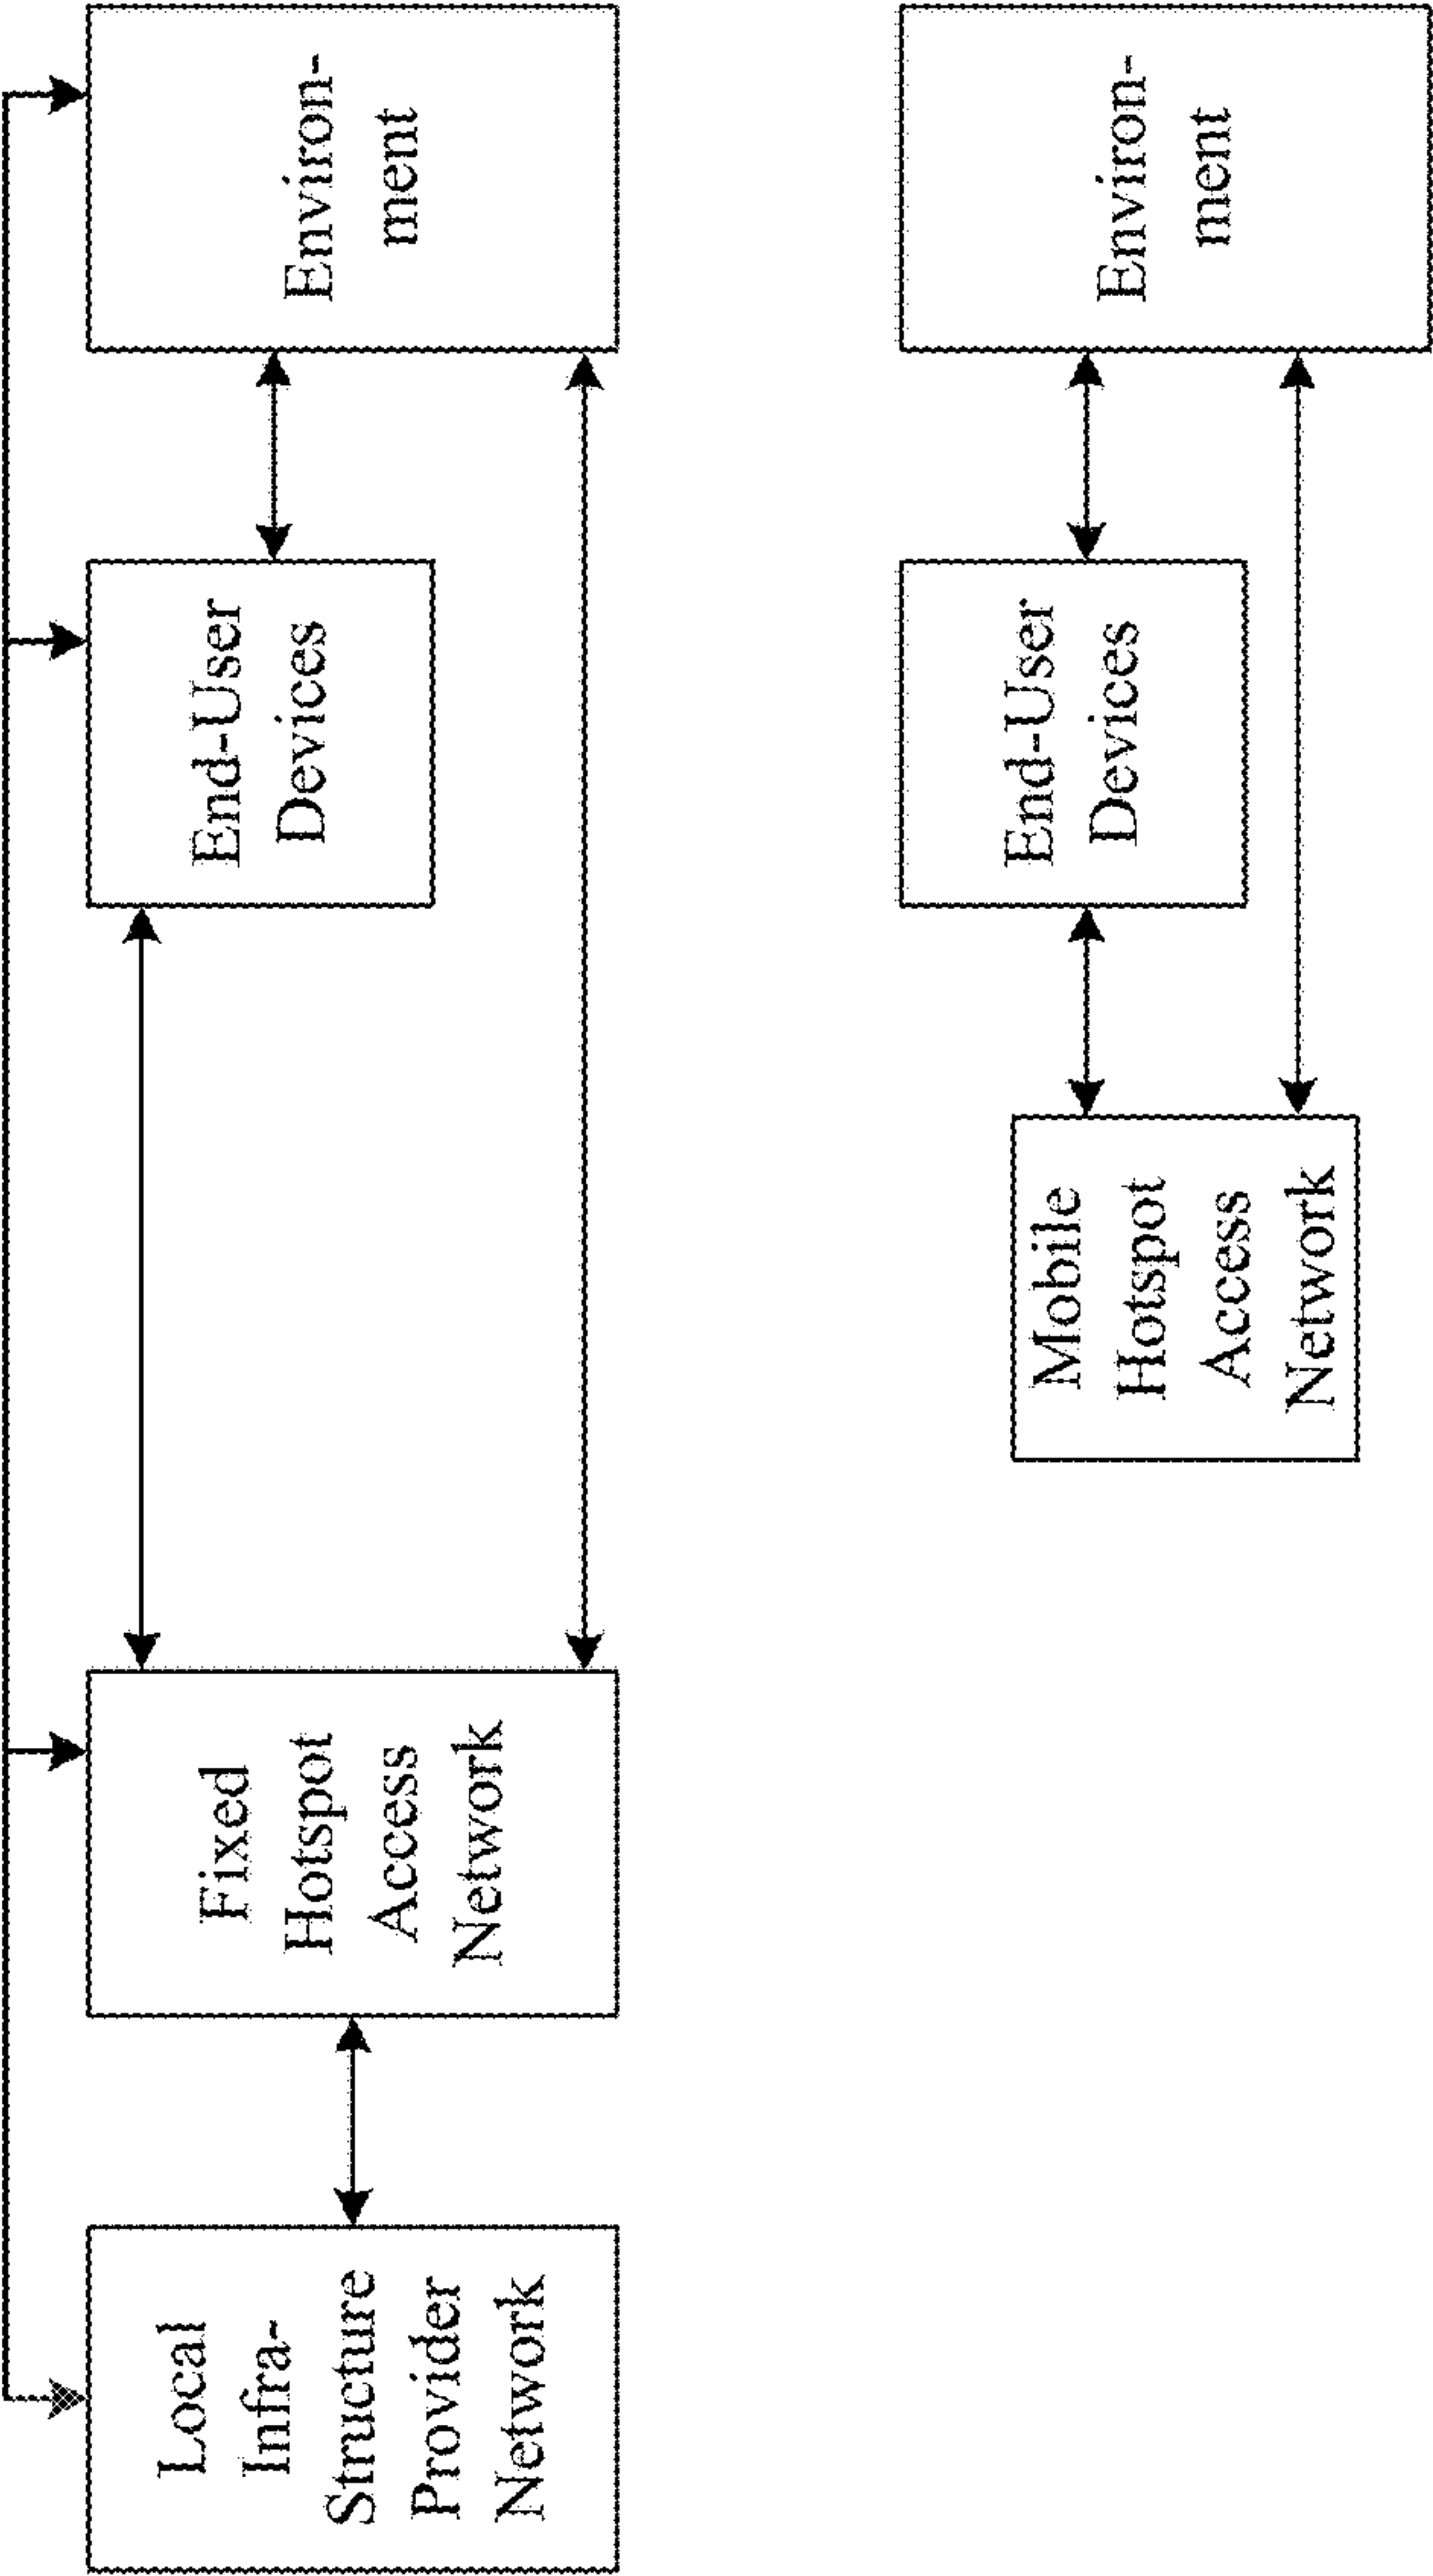 Local
Infra-
Structure
Provider
Network
Fixed
Hotspot
Access
Network
End-User
Devices
Environ-
ment
Mobile
Hotspot
Access
Network
End-User
Devices
Environ-
ment